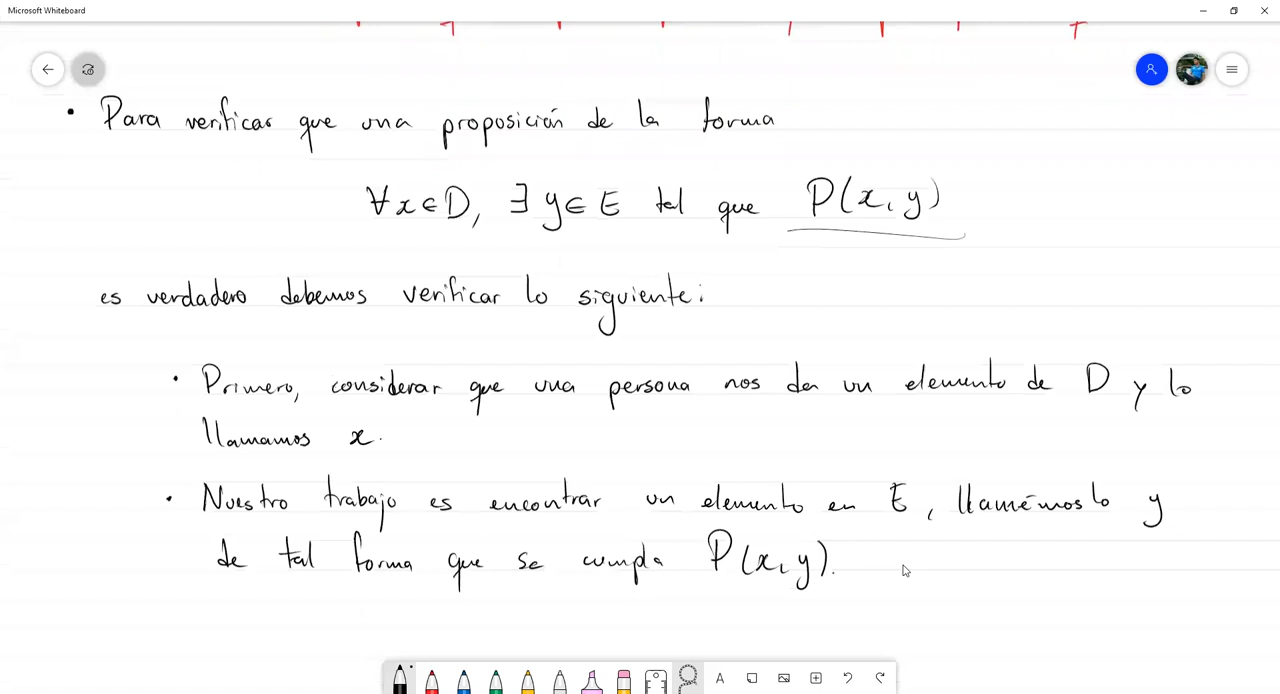 Microsoft Whiteboard
• Para verificar que una proposición de la forma
∀x∈D, ∃ y∈E tal que P(x, y)
es verdadero debemos verificar lo siguiente:
• Primero, considerar que una persona nos da un elemento de D y lo
llamamos x.
• Nuestro trabajo es encontrar un elemento en E, llamémoslo y
de tal forma que se cumpla P(x, y).